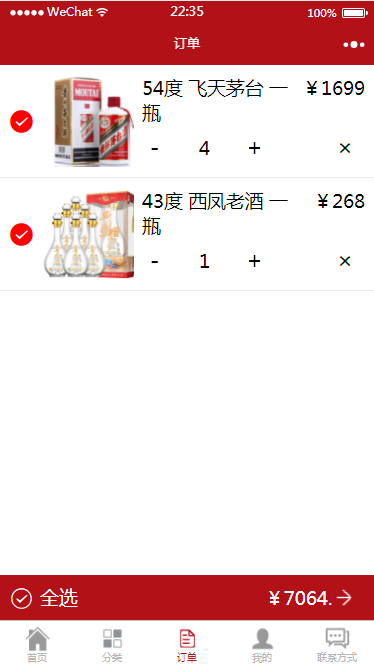 WeChat 22:35 100%
订单
54度 飞天茅台 一瓶 ￥1699
MOUTAI
- 4 + ×
43度 西凤老酒 一瓶 ￥268
- 1 + ×
全选 ￥7064.
首页 分类 订单 我的 联系方式